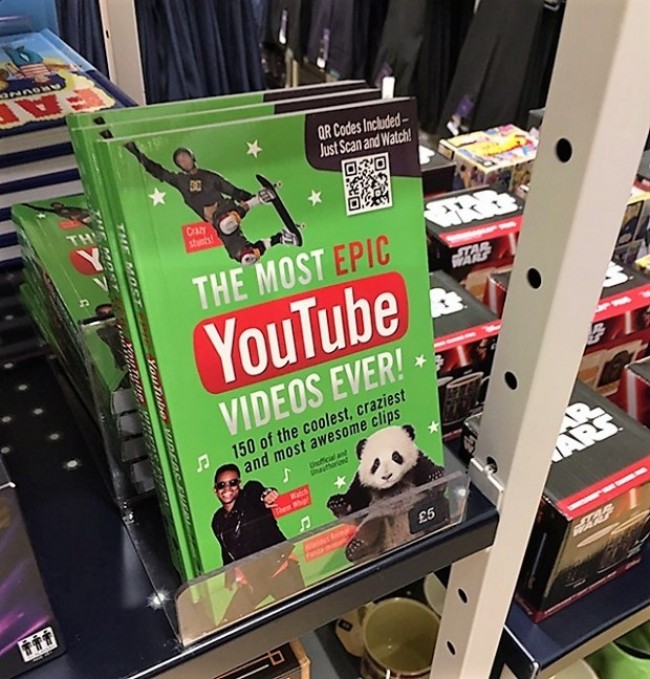 QR Codes Included –
Just Scan and Watch!
Crazy
stunts!
THE MOST EPIC
YouTube
VIDEOS EVER!
150 of the coolest, craziest
and most awesome clips
Unofficial and
Unauthorized
Watch
Them Whip!
£5
TH
Y
STAR
WARS
STAR
WARS
STAR
WARS